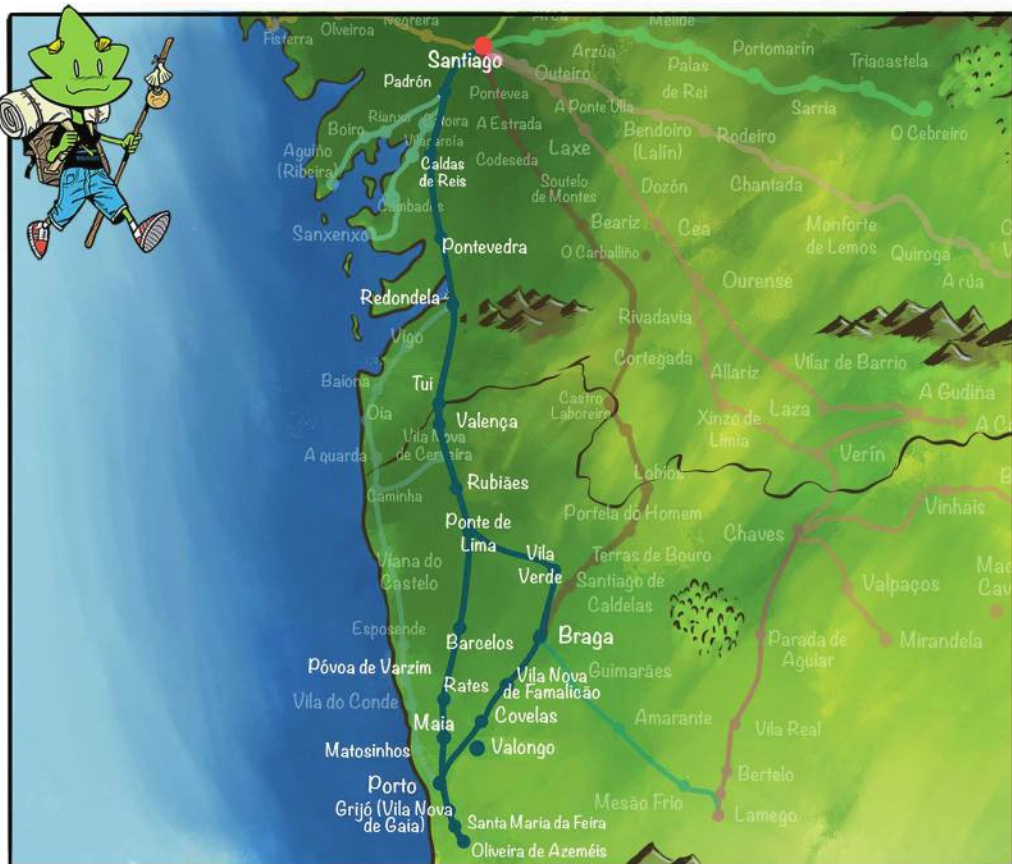 Negreira
Olveiroa
Fisterra
Arca
Melide
Santiago
Arzúa
Portomarín
Outeiro
Palas
de Rei
Triacastela
Padrón
Pontevea
A Ponte Ulla
Sarria
Boiro
A Estrada
Bendoiro
(Lalín)
Rodeiro
O Cebreiro
Aguiño
(Ribeira)
Laxe
Caldas
de Reis
Codeseda
Dozón
Chantada
Soutelo
de Montes
Cambados
Sanxenxo
Beariz
Cea
Monforte
de Lemos
Pontevedra
O Carballiño
Quiroga
Ourense
A rúa
Redondela
Rivadavia
Vigo
Cortegada
Vilar de Barrio
Baiona
Tui
Allariz
A Gudiña
Oia
Valença
Castro
Laboreiro
Xinzo de
Limia
Laza
Vila Nova
de Cerveira
A guarda
Verín
Rubiães
Lobios
Caminha
Portela do Homem
Vinhais
Ponte de
Lima
Chaves
Vila
Verde
Terras de Bouro
Viana do
Castelo
Santiago de
Caldelas
Valpaços
Esposende
Braga
Mirandela
Barcelos
Parada de
Aguiar
Póvoa de Varzim
Guimarães
Rates
Vila Nova
de Famalicão
Vila do Conde
Covelas
Amarante
Vila Real
Maia
Matosinhos
Valongo
Porto
Bertelo
Mesão Frio
Grijó (Vila Nova
de Gaia)
Lamego
Santa Maria da Feira
Oliveira de Azeméis